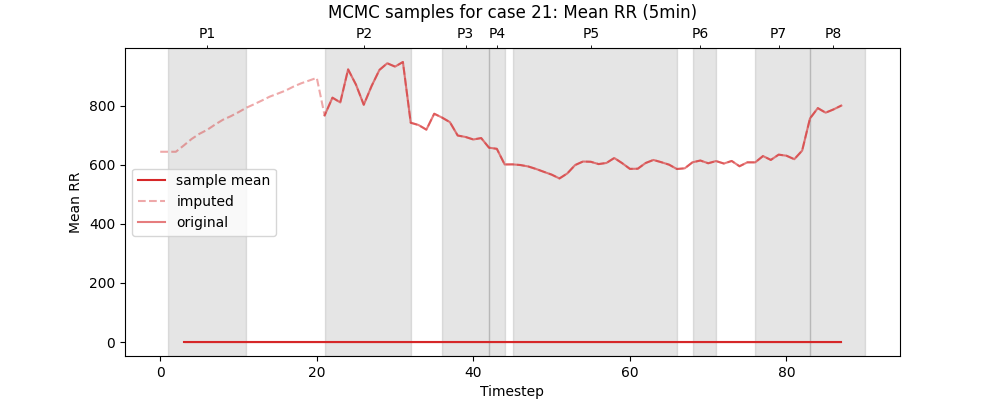 MCMC samples for case 21: Mean RR (5min)
P1 P2 P3 P4 P5 P6 P7 P8
800
600
400
200
0
Mean RR
sample mean
imputed
original
0 20 40 60 80
Timestep